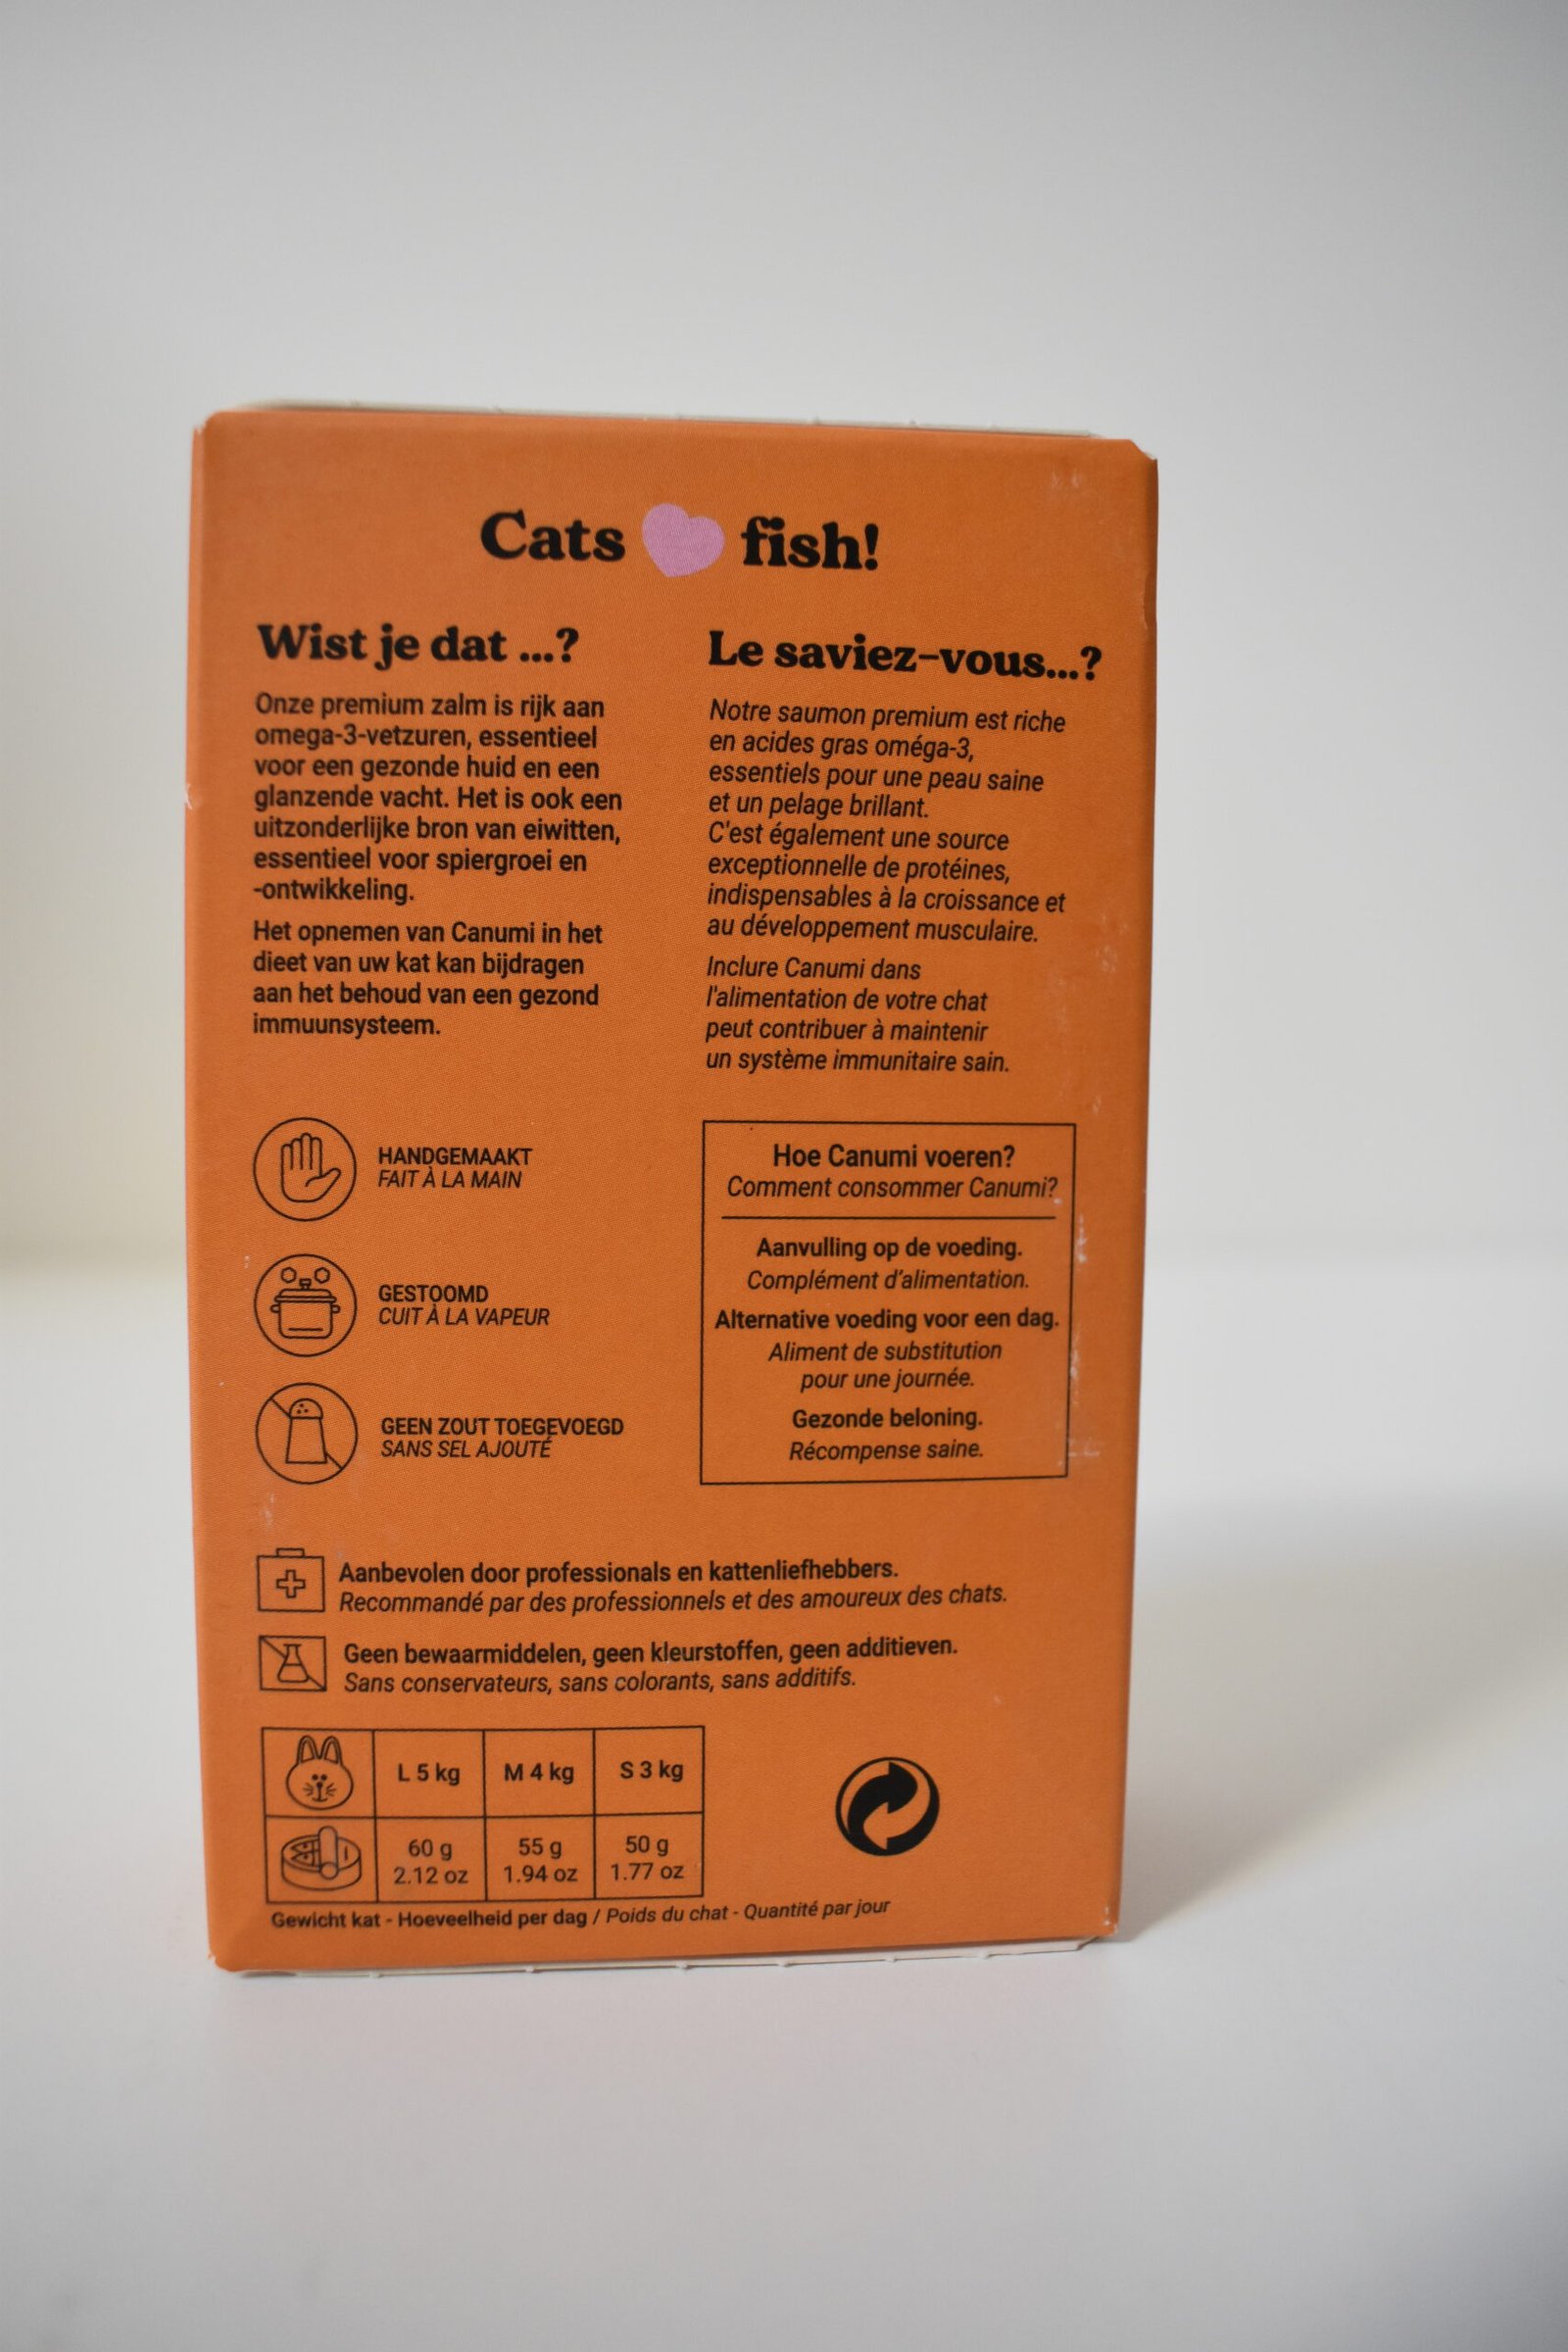 Cats fish!
Wist je dat ...?
Onze premium zalm is rijk aan
omega-3-vetzuren, essentieel
voor een gezonde huid en een
glanzende vacht. Het is ook een
uitzonderlijke bron van eiwitten,
essentieel voor spiergroei en
-ontwikkeling.
Het opnemen van Canumi in het
dieet van uw kat kan bijdragen
aan het behoud van een gezond
immuunsysteem.
Le saviez-vous...?
Notre saumon premium est riche
en acides gras oméga-3,
essentiels pour une peau saine
et un pelage brillant.
C'est également une source
exceptionnelle de protéines,
indispensables à la croissance et
au développement musculaire.
Inclure Canumi dans
l'alimentation de votre chat
peut contribuer à maintenir
un système immunitaire sain.
HANDGEMAAKT
FAIT À LA MAIN
GESTOOMD
CUIT À LA VAPEUR
GEEN ZOUT TOEGEVOEGD
SANS SEL AJOUTÉ
Hoe Canumi voeren?
Comment consommer Canumi?
Aanvulling op de voeding.
Complément d'alimentation.
Alternative voeding voor een dag.
Aliment de substitution
pour une journée.
Gezonde beloning.
Récompense saine.
Aanbevolen door professionals en kattenliefhebbers.
Recommandé par des professionnels et des amoureux des chats.
Geen bewaarmiddelen, geen kleurstoffen, geen additieven.
Sans conservateurs, sans colorants, sans additifs.
L 5 kg M 4 kg S 3 kg
60 g 55 g 50 g
2.12 oz 1.94 oz 1.77 oz
Gewicht kat - Hoeveelheid per dag / Poids du chat - Quantité par jour